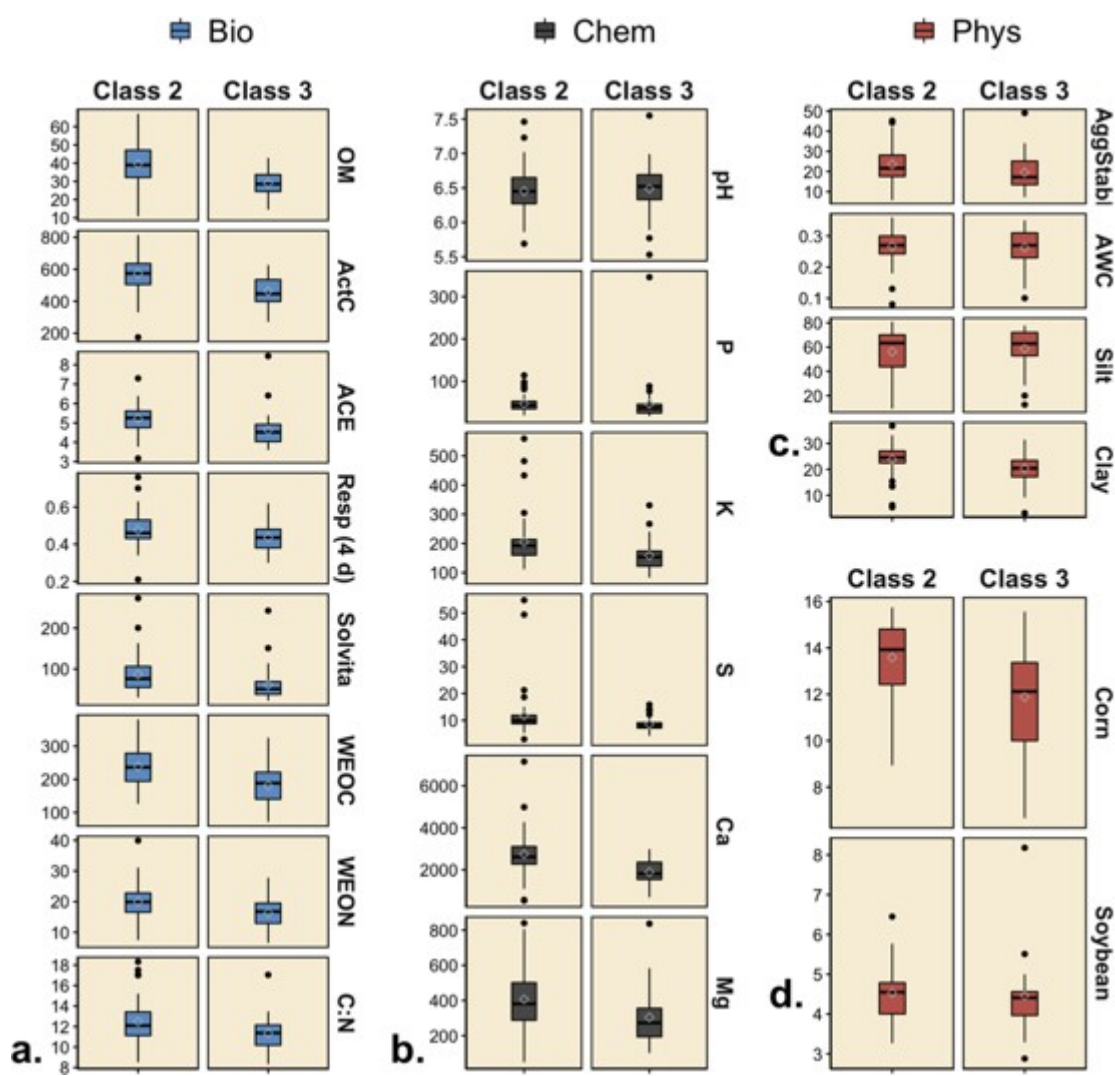 Bio
Chem
Phys
Class 2 Class 3
60
50
40
30
20
10
OM
800
600
400
200
ActC
8
7
6
5
4
3
ACE
0.6
0.4
0.2
Resp (4 d)
200
100
Solvita
300
200
100
WEOC
40
30
20
10
WEON
18
16
14
12
10
8
C:N
a.
Class 2 Class 3
7.5
7.0
6.5
6.0
5.5
pH
300
200
100
P
500
400
300
200
100
K
50
40
30
20
10
S
6000
4000
2000
Ca
800
600
400
200
Mg
b.
Class 2 Class 3
50
40
30
20
10
AggStabl
0.3
0.2
0.1
AWC
80
60
40
20
Silt
30
20
10
Clay
c.
Class 2 Class 3
16
14
12
10
8
Corn
8
7
6
5
4
3
Soybean
d.